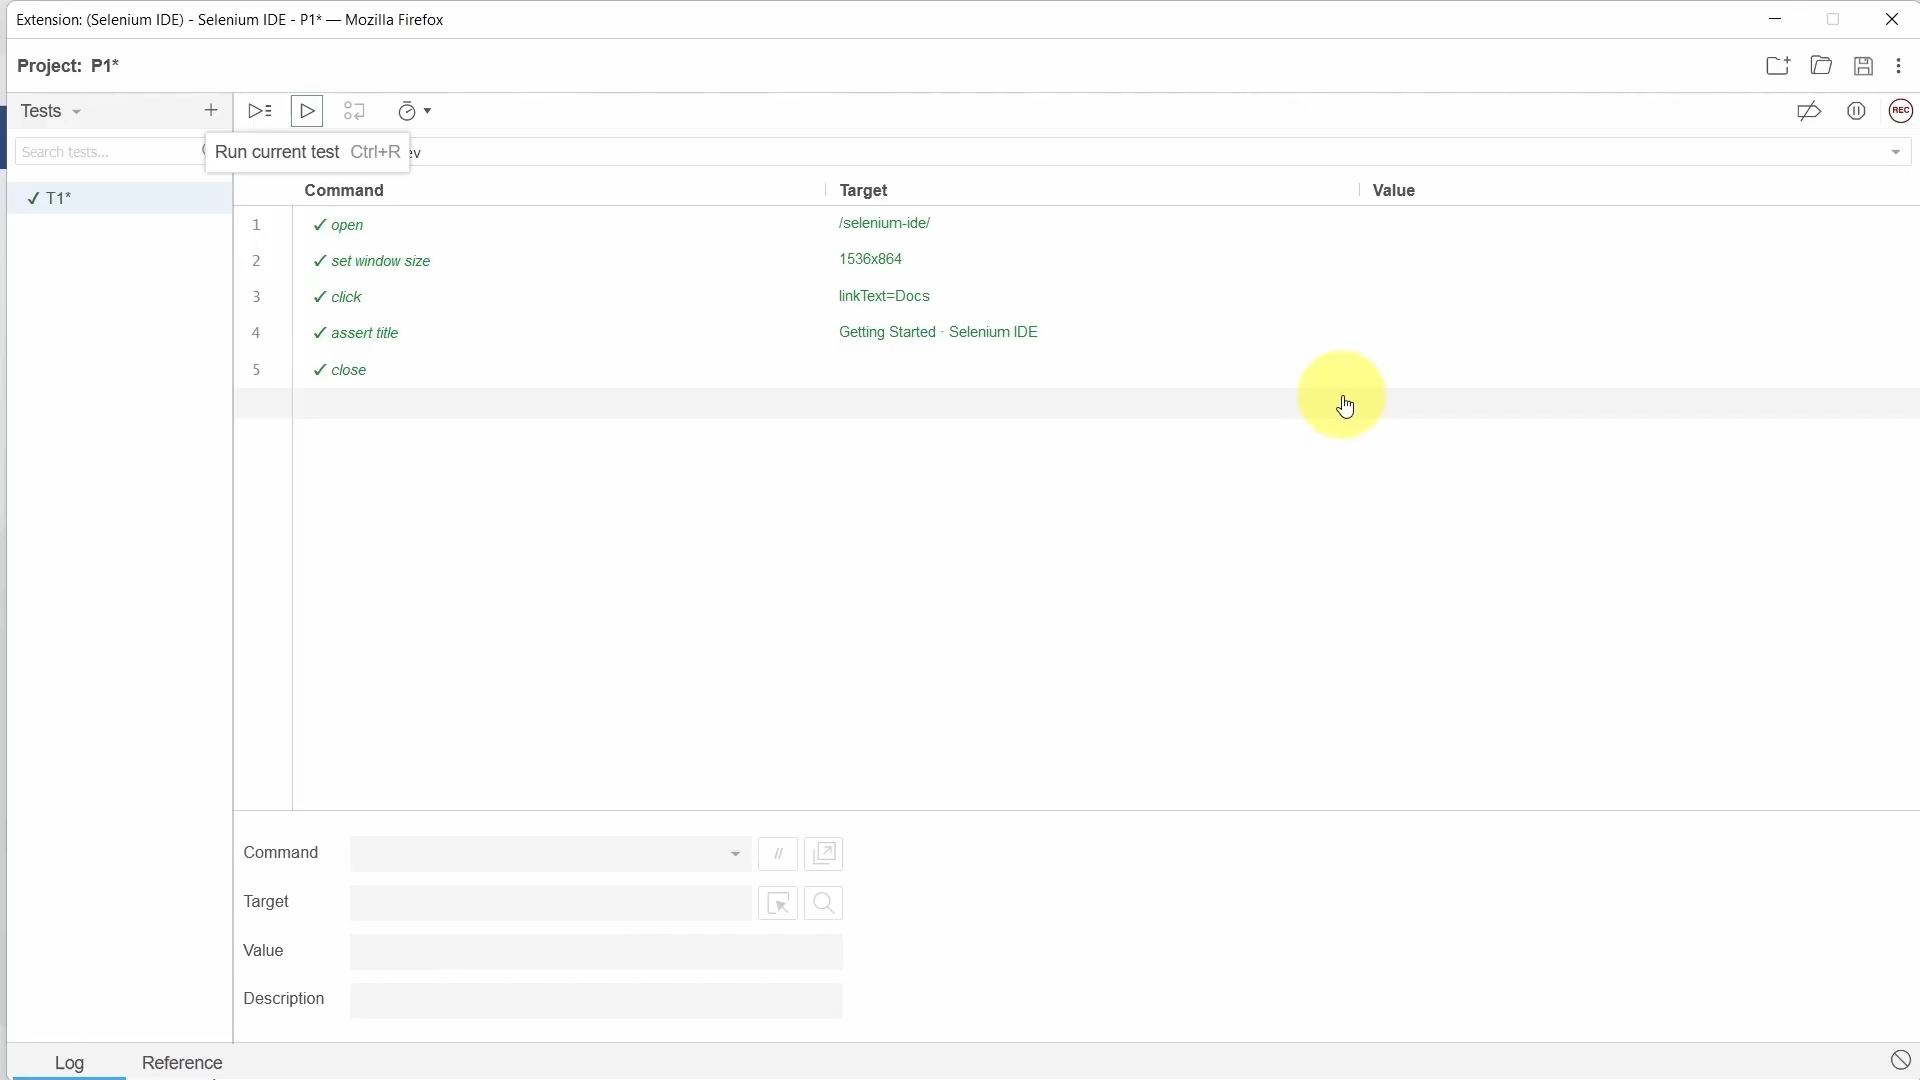 Extension: (Selenium IDE) - Selenium IDE - P1* — Mozilla Firefox
Project: P1*
Tests
Search tests...
Run current test Ctrl+R
ev
T1*
Command Target Value
1 ✓ open /selenium-ide/
2 ✓ set window size 1536x864
3 ✓ click linkText=Docs
4 ✓ assert title Getting Started · Selenium IDE
5 ✓ close
REC
Command //
Target
Value
Description
Log Reference